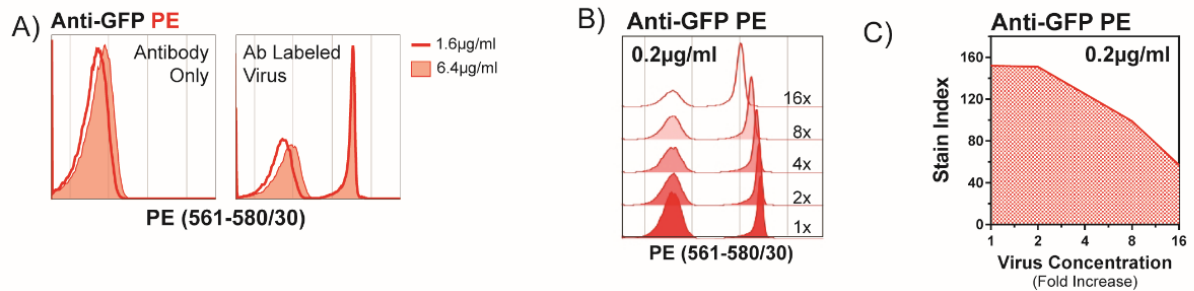 A)
Anti-GFP PE
Antibody
Only
Ab Labeled
Virus
1.6µg/ml
6.4µg/ml
PE (561-580/30)
B)
Anti-GFP PE
0.2µg/ml
16x
8x
4x
2x
1x
PE (561-580/30)
C)
Anti-GFP PE
0.2µg/ml
Stain Index
160
120
80
40
0
1
2
4
8
16
Virus Concentration
(Fold Increase)